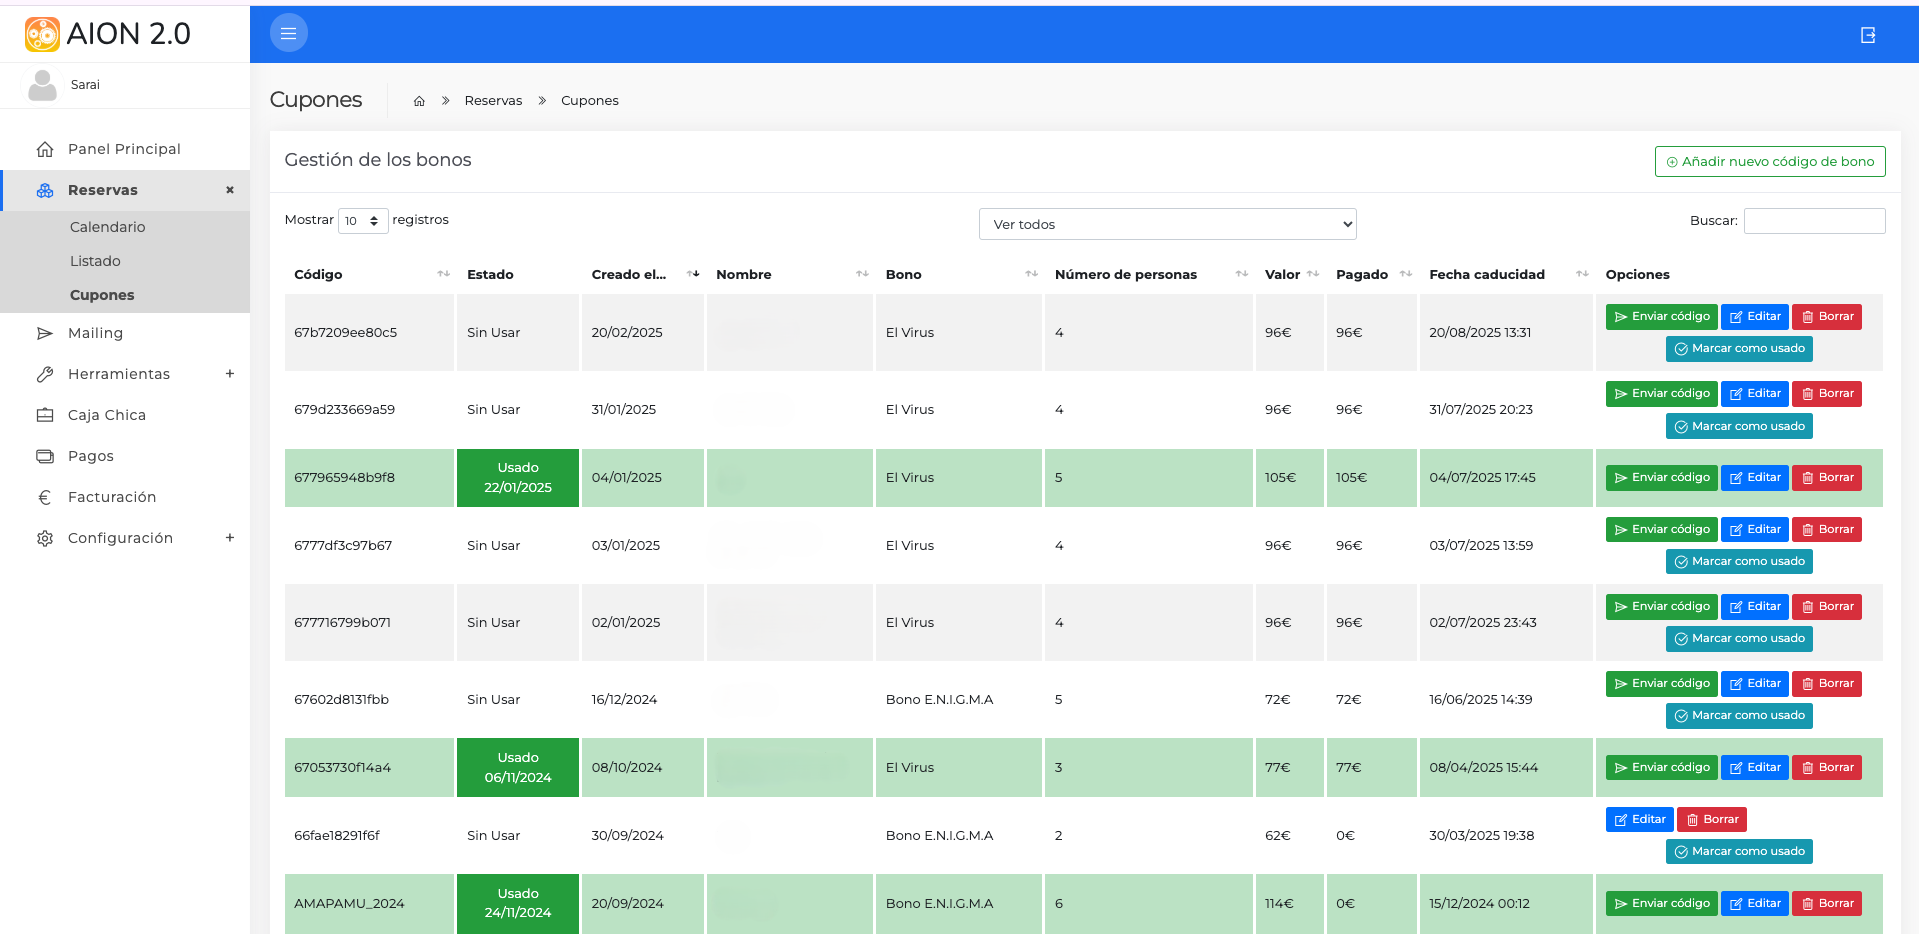 AION 2.0
Sarai
Panel Principal
Reservas
Calendario
Listado
Cupones
Mailing
Herramientas +
Caja Chica
Pagos
Facturación
Configuración +
Cupones » Reservas » Cupones
Gestión de los bonos
Añadir nuevo código de bono
Mostrar 10 registros
Ver todos
Buscar:
Código Estado Creado el... Nombre Bono Número de personas Valor Pagado Fecha caducidad Opciones
67b7209ee80c5 Sin Usar 20/02/2025 El Virus 4 96€ 96€ 20/08/2025 13:31 Enviar código Editar Borrar
Marcar como usado
679d233669a59 Sin Usar 31/01/2025 El Virus 4 96€ 96€ 31/07/2025 20:23 Enviar código Editar Borrar
Marcar como usado
677965948b9f8 Usado 22/01/2025 04/01/2025 El Virus 5 105€ 105€ 04/07/2025 17:45 Enviar código Editar Borrar
6777df3c97b67 Sin Usar 03/01/2025 El Virus 4 96€ 96€ 03/07/2025 13:59 Enviar código Editar Borrar
Marcar como usado
677716799b071 Sin Usar 02/01/2025 El Virus 4 96€ 96€ 02/07/2025 23:43 Enviar código Editar Borrar
Marcar como usado
67602d8131fbb Sin Usar 16/12/2024 Bono E.N.I.G.M.A 5 72€ 72€ 16/06/2025 14:39 Enviar código Editar Borrar
Marcar como usado
67053730f14a4 Usado 06/11/2024 08/10/2024 El Virus 3 77€ 77€ 08/04/2025 15:44 Enviar código Editar Borrar
66fae18291f6f Sin Usar 30/09/2024 Bono E.N.I.G.M.A 2 62€ 0€ 30/03/2025 19:38 Editar Borrar
Marcar como usado
AMAPAMU_2024 Usado 24/11/2024 20/09/2024 Bono E.N.I.G.M.A 6 114€ 0€ 15/12/2024 00:12 Enviar código Editar Borrar